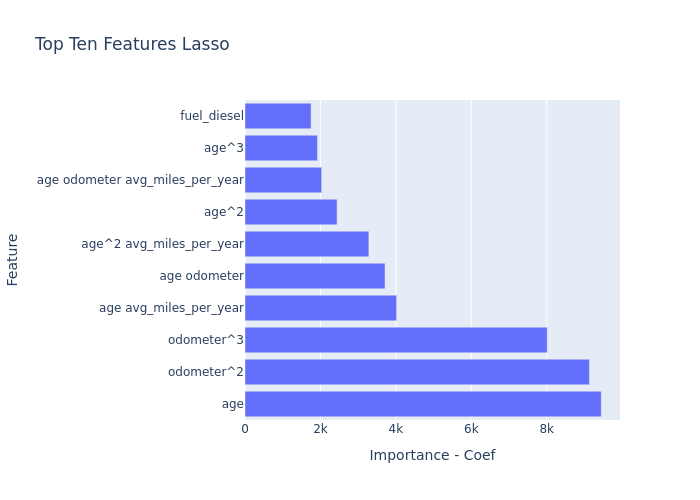 Top Ten Features Lasso
Feature
fuel_diesel
age^3
age odometer avg_miles_per_year
age^2
age^2 avg_miles_per_year
age odometer
age avg_miles_per_year
odometer^3
odometer^2
age
0 2k 4k 6k 8k
Importance - Coef